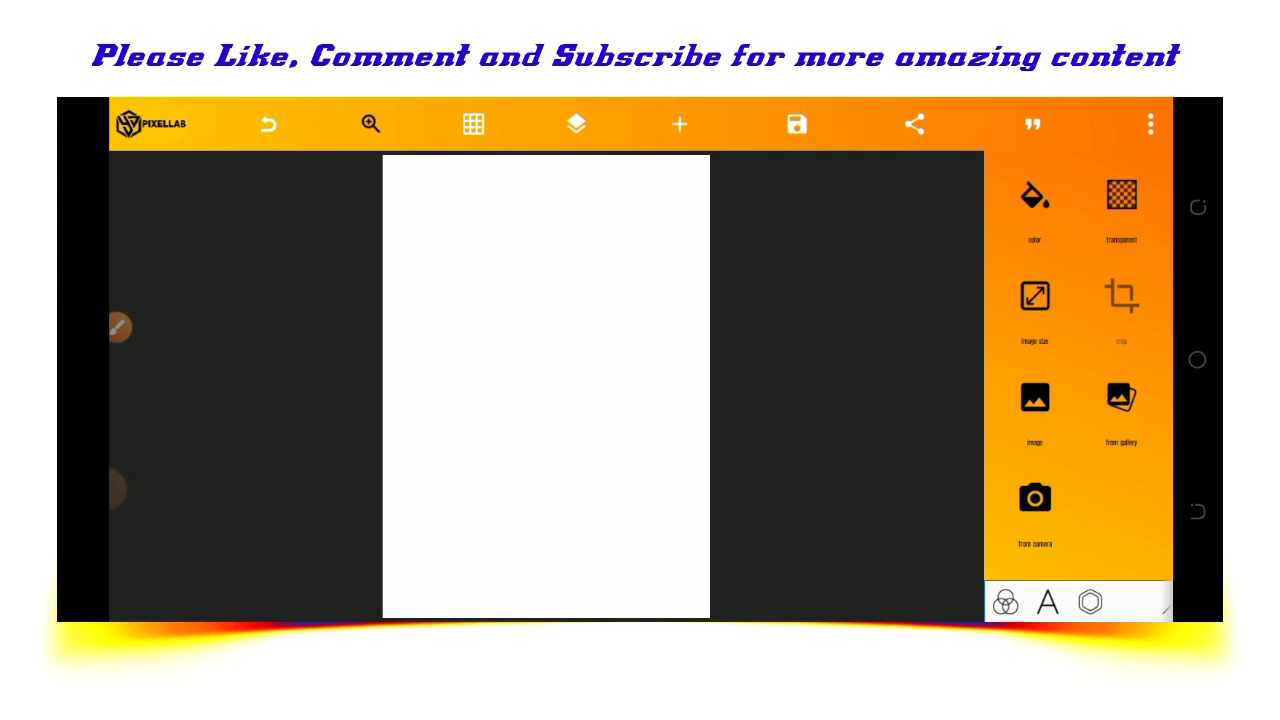 Please Like, Comment and Subscribe for more amazing content
PIXELLAB
color
transparent
image size
crop
image
from gallery
from camera